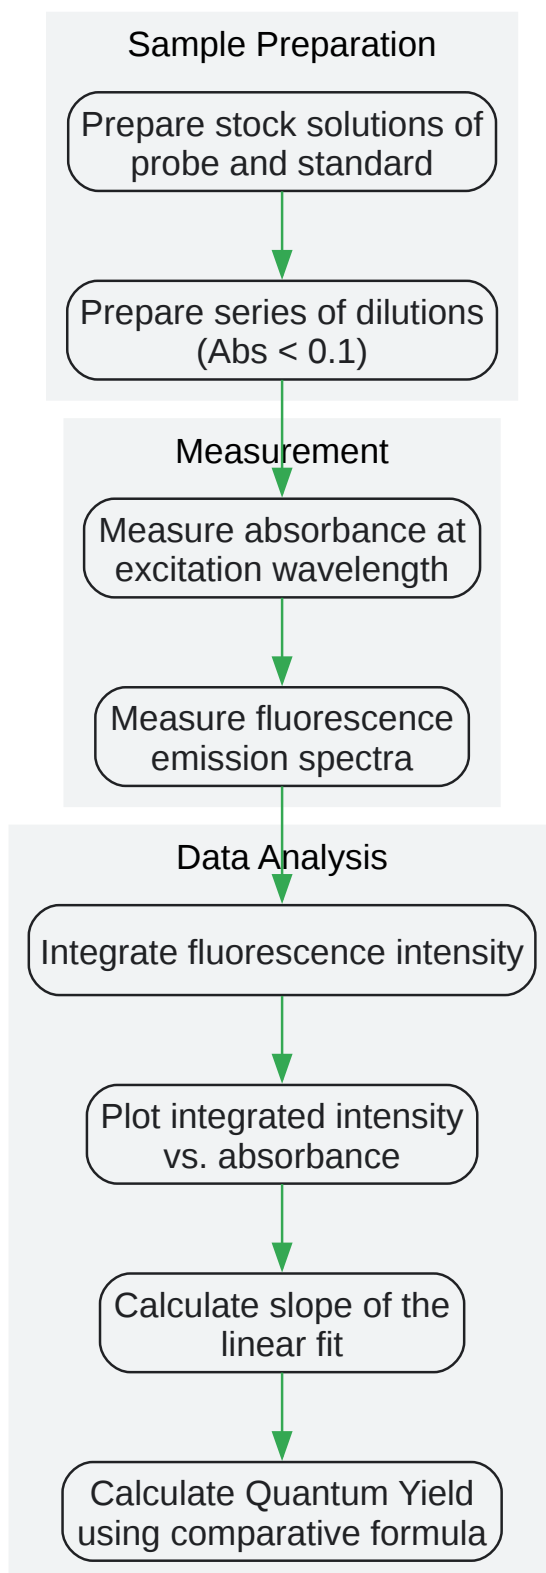 Sample Preparation
Prepare stock solutions of
probe and standard
Prepare series of dilutions
(Abs < 0.1)
Measurement
Measure absorbance at
excitation wavelength
Measure fluorescence
emission spectra
Data Analysis
Integrate fluorescence intensity
Plot integrated intensity
vs. absorbance
Calculate slope of the
linear fit
Calculate Quantum Yield
using comparative formula